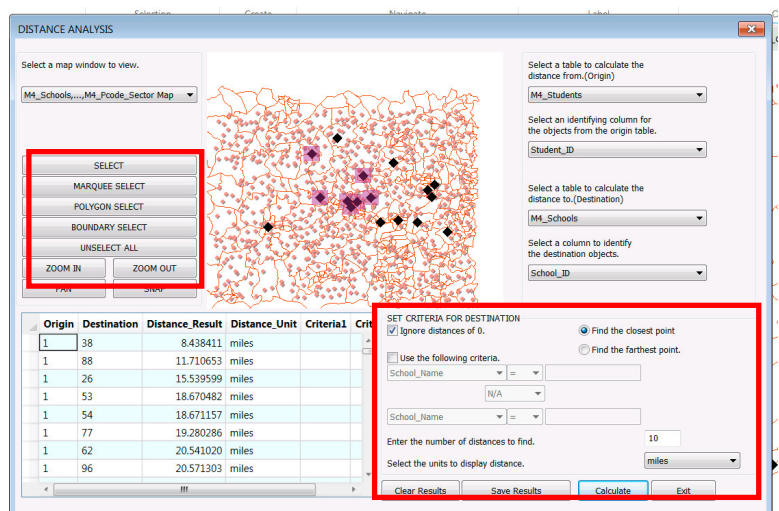 Selection Create Navigate Label
DISTANCE ANALYSIS
Select a map window to view.
M4_Schools,...,M4_Pcode_Sector Map
SELECT
MARQUEE SELECT
POLYGON SELECT
BOUNDARY SELECT
UNSELECT ALL
ZOOM IN ZOOM OUT
PAN SNAP
Select a table to calculate the
distance from.(Origin)
M4_Students
Select an identifying column for
the objects from the origin table.
Student_ID
Select a table to calculate the
distance to.(Destination)
M4_Schools
Select a column to identify
the destination objects.
School_ID
Origin Destination Distance_Result Distance_Unit Criteria1
1 38 8.438411 miles
1 88 11.710653 miles
1 26 15.539599 miles
1 53 18.670482 miles
1 54 18.671157 miles
1 77 19.280286 miles
1 62 20.541020 miles
1 96 20.571303 miles
SET CRITERIA FOR DESTINATION
Ignore distances of 0. Find the closest point
Find the farthest point.
Use the following criteria.
School_Name =
N/A
School_Name =
Enter the number of distances to find. 10
Select the units to display distance. miles
Clear Results Save Results Calculate Exit